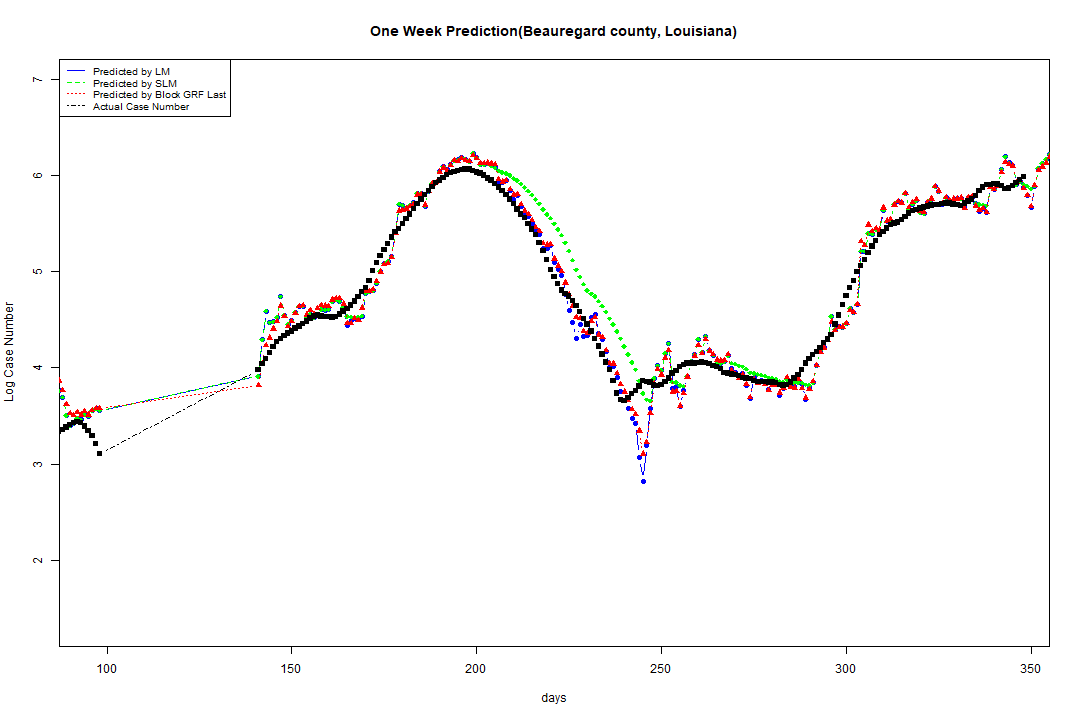 One Week Prediction(Beauregard county, Louisiana)
Predicted by LM
Predicted by SLM
Predicted by Block GRF Last
Actual Case Number
7
6
5
4
3
2
Log Case Number
100 150 200 250 300 350
days